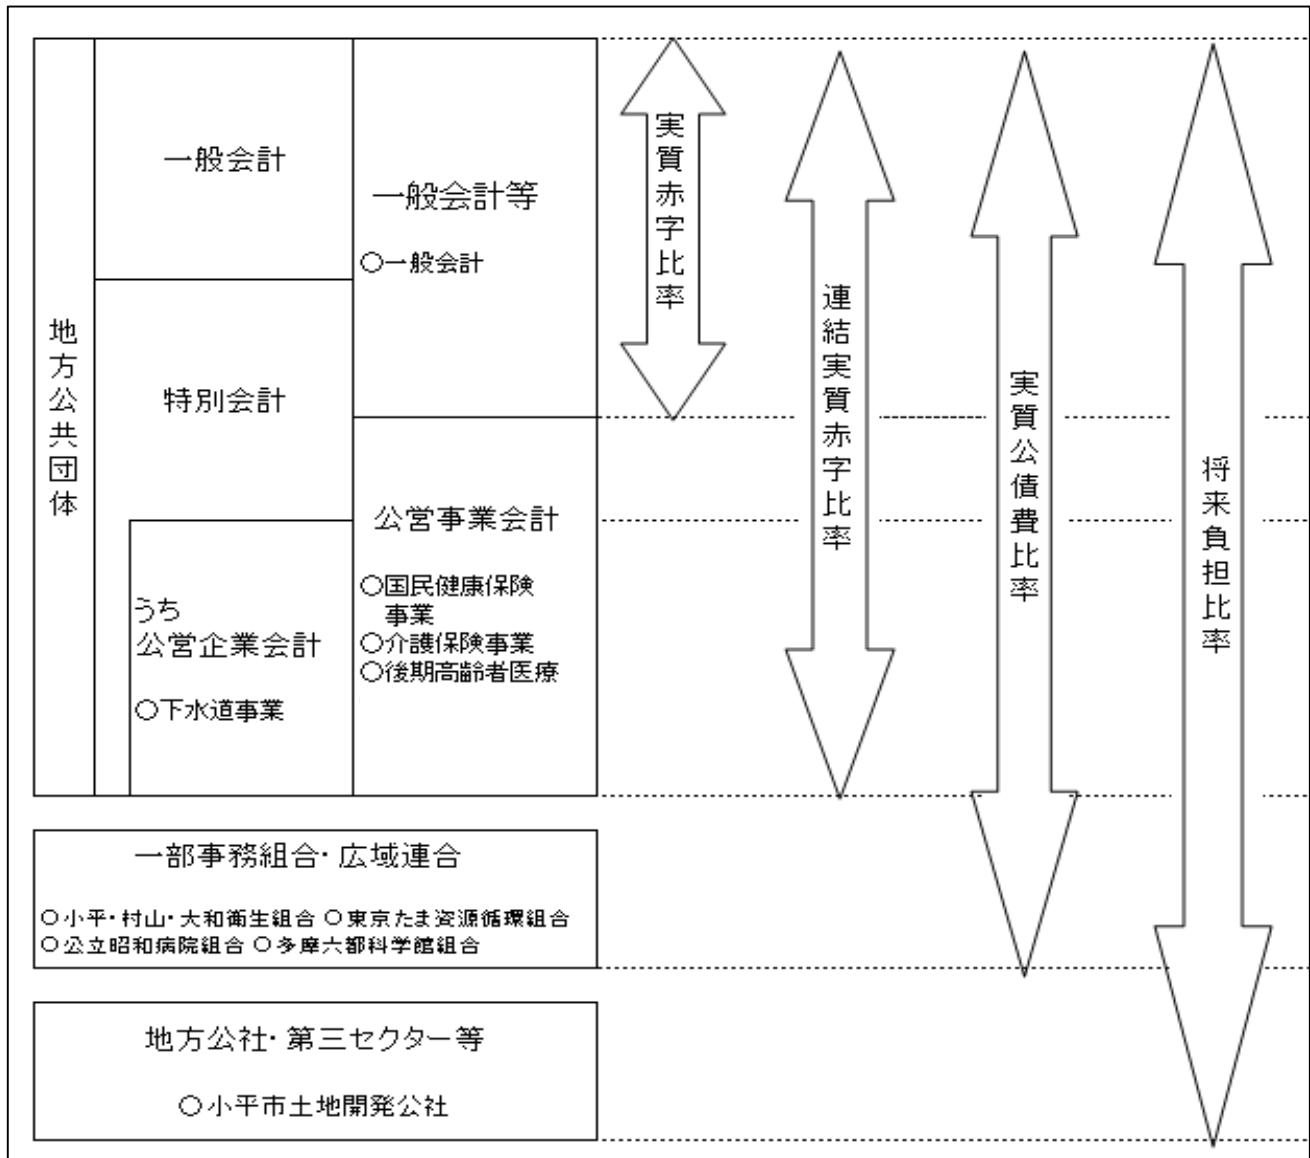 地方公共団体
一般会計
特別会計
うち
公営企業会計
○下水道事業
一般会計等
○一般会計
公営事業会計
○国民健康保険
事業
○介護保険事業
○後期高齢者医療
実質赤字比率
連結実質赤字比率
実質公債費比率
将来負担比率
一部事務組合・広域連合
○小平・村山・大和衛生組合 ○東京たま資源循環組合
○公立昭和病院組合 ○多摩六都科学館組合
地方公社・第三セクター等
○小平市土地開発公社